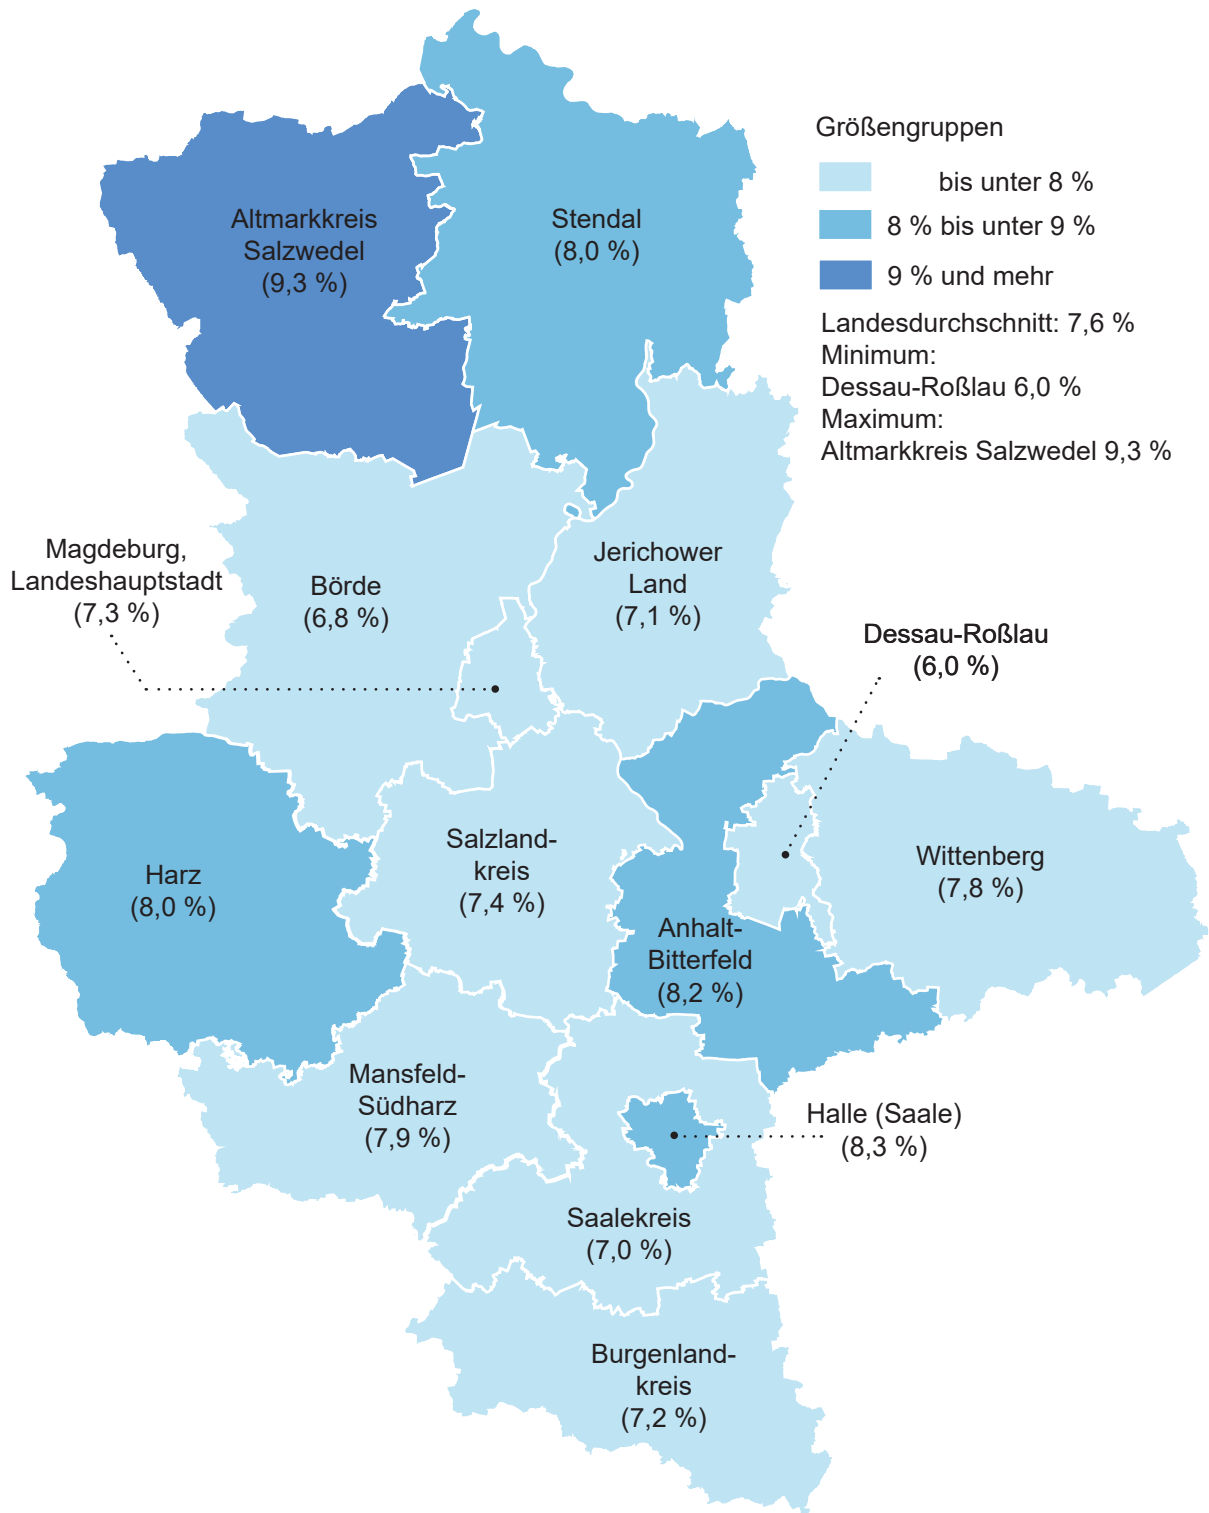 Größengruppen
bis unter 8 %
8 % bis unter 9 %
9 % und mehr
Landesdurchschnitt: 7,6 %
Minimum:
Dessau-Roßlau 6,0 %
Maximum:
Altmarkkreis Salzwedel 9,3 %
Altmarkkreis
Salzwedel
(9,3 %)
Stendal
(8,0 %)
Magdeburg,
Landeshauptstadt
(7,3 %)
Börde
(6,8 %)
Jerichower
Land
(7,1 %)
Dessau-Roßlau
(6,0 %)
Harz
(8,0 %)
Salzland-
kreis
(7,4 %)
Anhalt-
Bitterfeld
(8,2 %)
Wittenberg
(7,8 %)
Mansfeld-
Südharz
(7,9 %)
Halle (Saale)
(8,3 %)
Saalekreis
(7,0 %)
Burgenland-
kreis
(7,2 %)